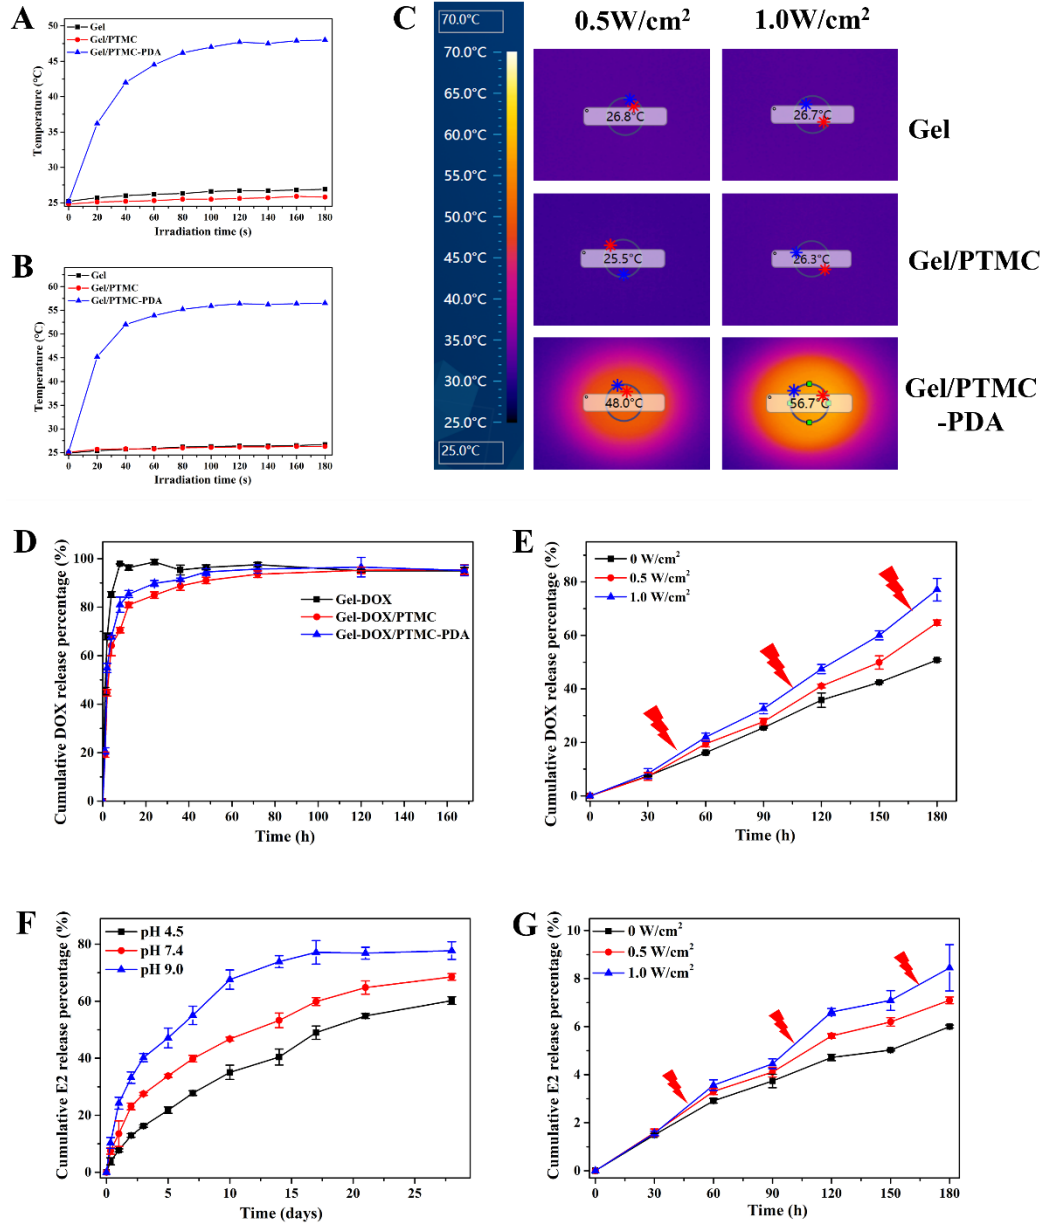 A
Gel
Gel/PTMC
Gel/PTMC-PDA
Temperature (°C)
50
45
40
35
30
25
0 20 40 60 80 100 120 140 160 180
Irradiation time (s)
B
Gel
Gel/PTMC
Gel/PTMC-PDA
Temperature (°C)
60
55
50
45
40
35
30
25
0 20 40 60 80 100 120 140 160 180
Irradiation time (s)
C
0.5W/cm²
1.0W/cm²
70.0°C
70.0°C
65.0°C
60.0°C
55.0°C
50.0°C
45.0°C
40.0°C
35.0°C
30.0°C
25.0°C
25.0°C
26.8°C
26.7°C
Gel
25.5°C
26.3°C
Gel/PTMC
48.0°C
56.7°C
Gel/PTMC
-PDA
D
Cumulative DOX release percentage (%)
100
80
60
40
20
0
Gel-DOX
Gel-DOX/PTMC
Gel-DOX/PTMC-PDA
0 20 40 60 80 100 120 140 160
Time (h)
E
Cumulative DOX release percentage (%)
0 W/cm²
0.5 W/cm²
1.0 W/cm²
80
60
40
20
0
0 30 60 90 120 150 180
Time (h)
F
Cumulative E2 release percentage (%)
pH 4.5
pH 7.4
pH 9.0
80
60
40
20
0
0 5 10 15 20 25
Time (days)
G
Cumulative E2 release percentage (%)
0 W/cm²
0.5 W/cm²
1.0 W/cm²
10
8
6
4
2
0
0 30 60 90 120 150 180
Time (h)